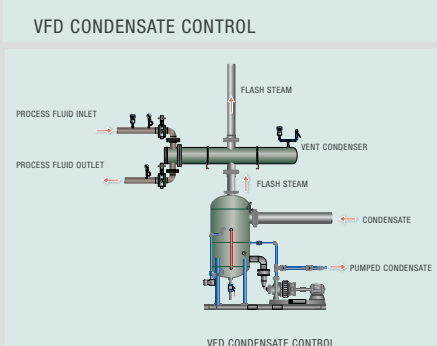 VFD CONDENSATE CONTROL
FLASH STEAM
PROCESS FLUID INLET
VENT CONDENSER
PROCESS FLUID OUTLET
FLASH STEAM
CONDENSATE
PUMPED CONDENSATE
VFD CONDENSATE CONTROL